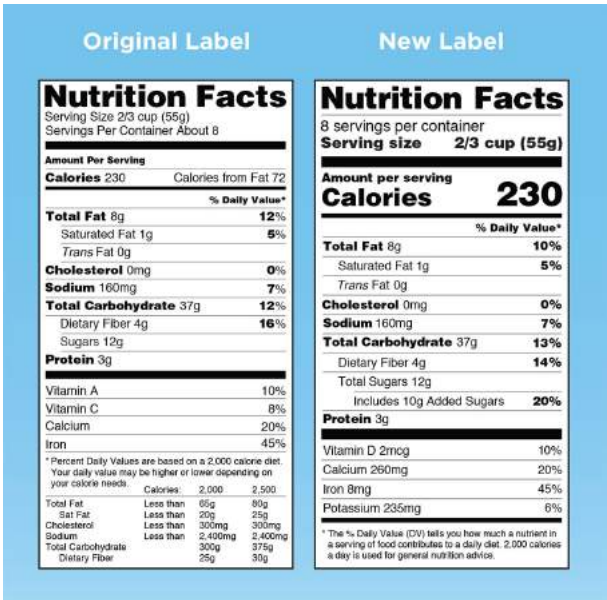 Original Label
Nutrition Facts
Serving Size 2/3 cup (55g)
Servings Per Container About 8
Amount Per Serving
Calories 230 Calories from Fat 72
% Daily Value*
Total Fat 8g 12%
Saturated Fat 1g 5%
Trans Fat 0g
Cholesterol 0mg 0%
Sodium 160mg 7%
Total Carbohydrate 37g 12%
Dietary Fiber 4g 16%
Sugars 12g
Protein 3g
Vitamin A 10%
Vitamin C 8%
Calcium 20%
Iron 45%
* Percent Daily Values are based on a 2,000 calorie diet.
Your daily value may be higher or lower depending on
your calorie needs.
Calories: 2,000 2,500
Total Fat Less than 65g 80g
Sat Fat Less than 20g 25g
Cholesterol Less than 300mg 300mg
Sodium Less than 2,400mg 2,400mg
Total Carbohydrate 300g 375g
Dietary Fiber 25g 30g
New Label
Nutrition Facts
8 servings per container
Serving size 2/3 cup (55g)
Amount per serving
Calories 230
% Daily Value*
Total Fat 8g 10%
Saturated Fat 1g 5%
Trans Fat 0g
Cholesterol 0mg 0%
Sodium 160mg 7%
Total Carbohydrate 37g 13%
Dietary Fiber 4g 14%
Total Sugars 12g
Includes 10g Added Sugars 20%
Protein 3g
Vitamin D 2mcg 10%
Calcium 260mg 20%
Iron 8mg 45%
Potassium 235mg 6%
* The % Daily Value (DV) tells you how much a nutrient in
a serving of food contributes to a daily diet. 2,000 calories
a day is used for general nutrition advice.